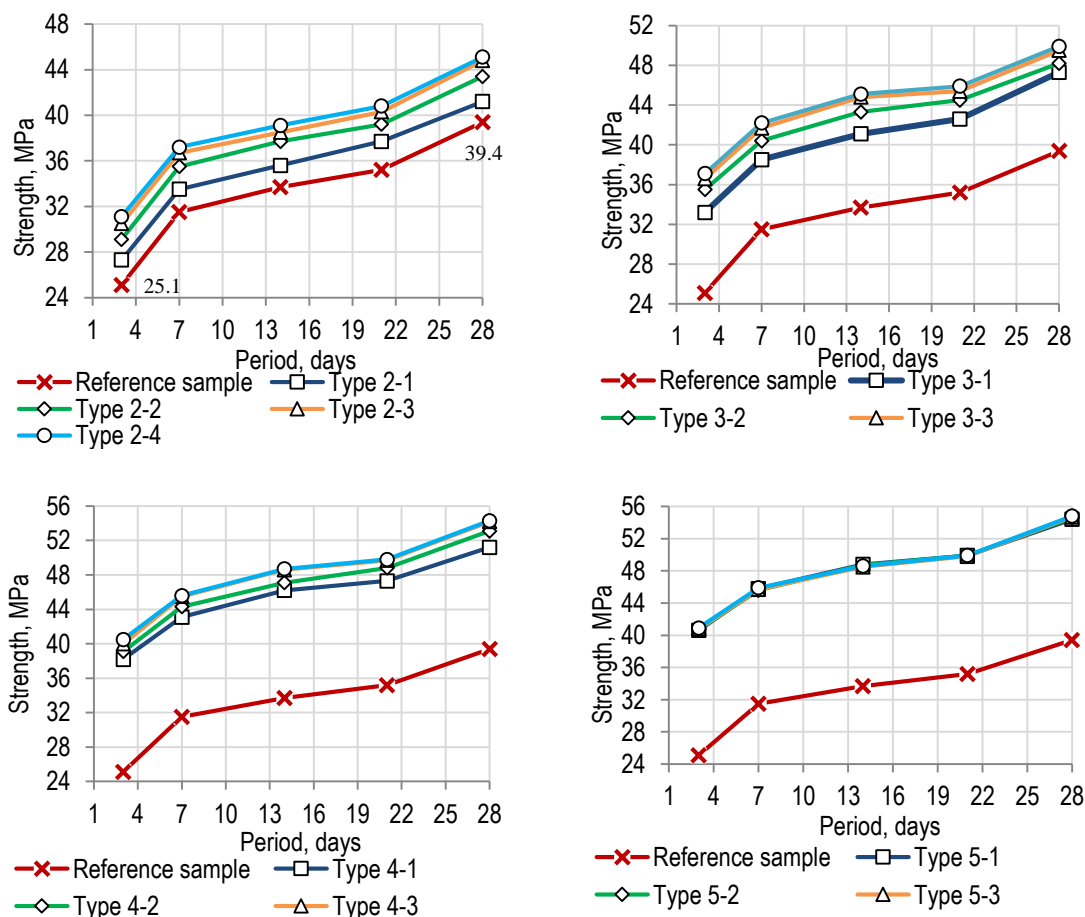 48
44
40
36
32
28
24
Strength, MPa
39.4
25.1
1 4 7 10 13 16 19 22 25 28
Period, days
Reference sample Type 2-1
Type 2-2 Type 2-3
Type 2-4
52
48
44
40
36
32
28
24
Strength, MPa
1 4 7 10 13 16 19 22 25 28
Period, days
Reference sample Type 3-1
Type 3-2 Type 3-3
56
52
48
44
40
36
32
28
24
Strength, MPa
1 4 7 10 13 16 19 22 25 28
Period, days
Reference sample Type 4-1
Type 4-2 Type 4-3
56
52
48
44
40
36
32
28
24
Strength, MPa
1 4 7 10 13 16 19 22 25 28
Period, days
Reference sample Type 5-1
Type 5-2 Type 5-3